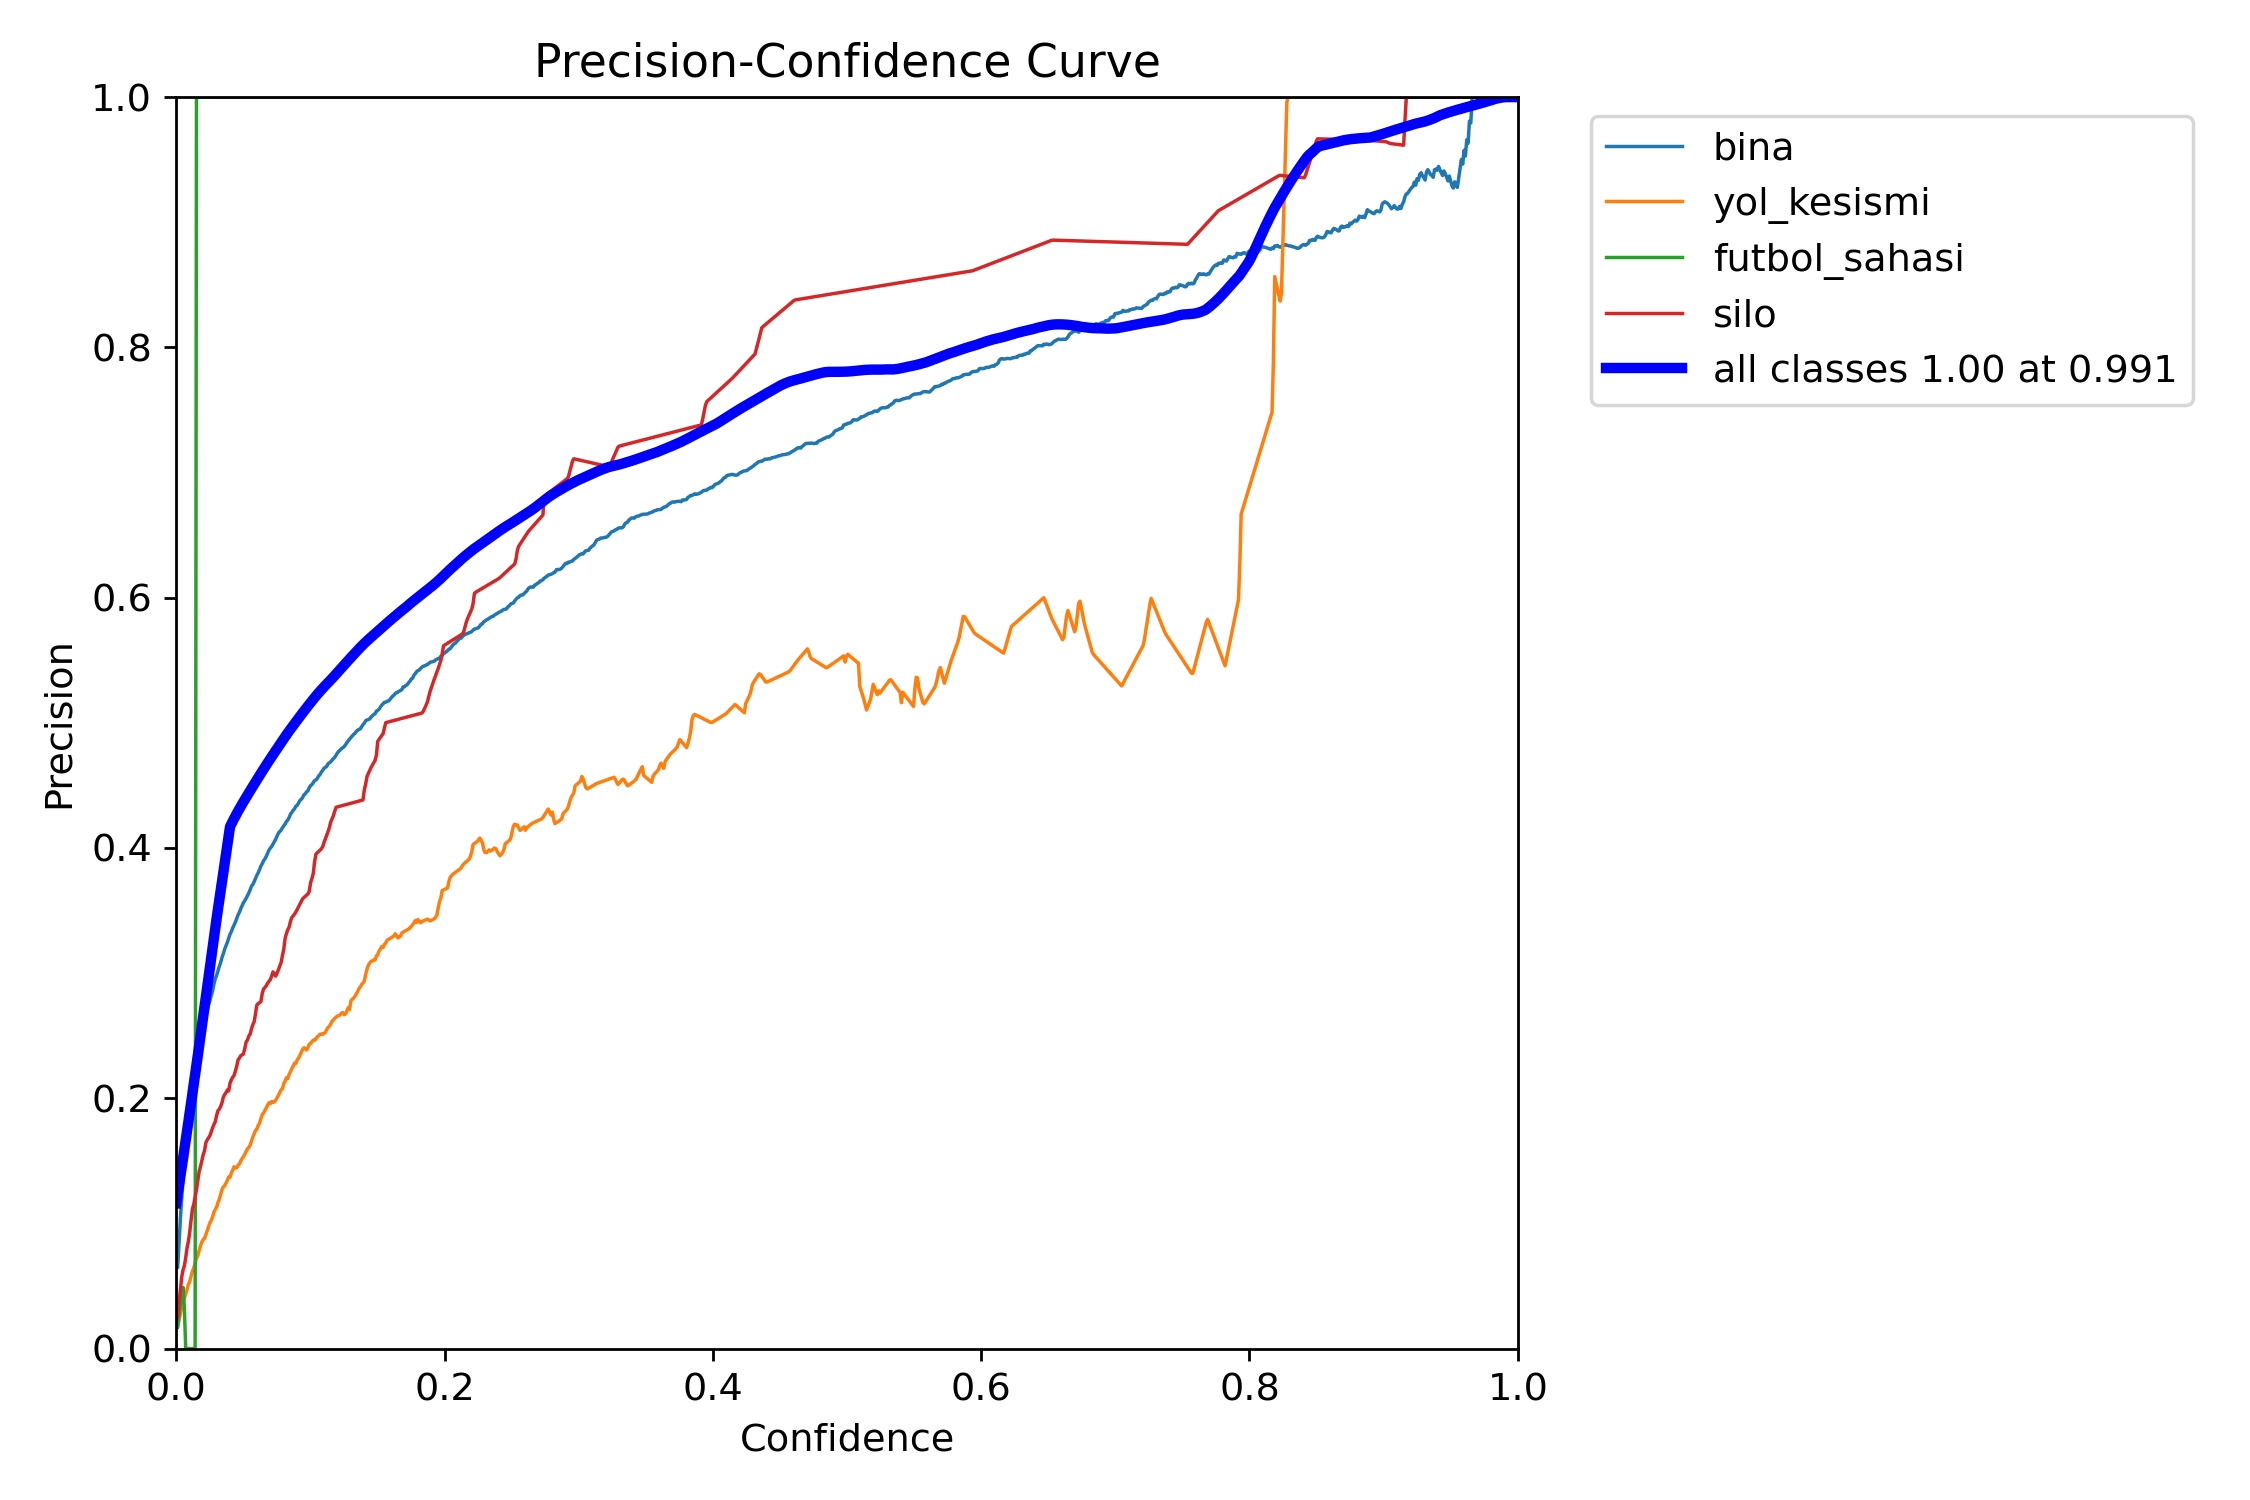 Precision-Confidence Curve
1.0
0.8
0.6
0.4
0.2
0.0
Precision
0.0 0.2 0.4 0.6 0.8 1.0
Confidence
bina
yol_kesismi
futbol_sahasi
silo
all classes 1.00 at 0.991